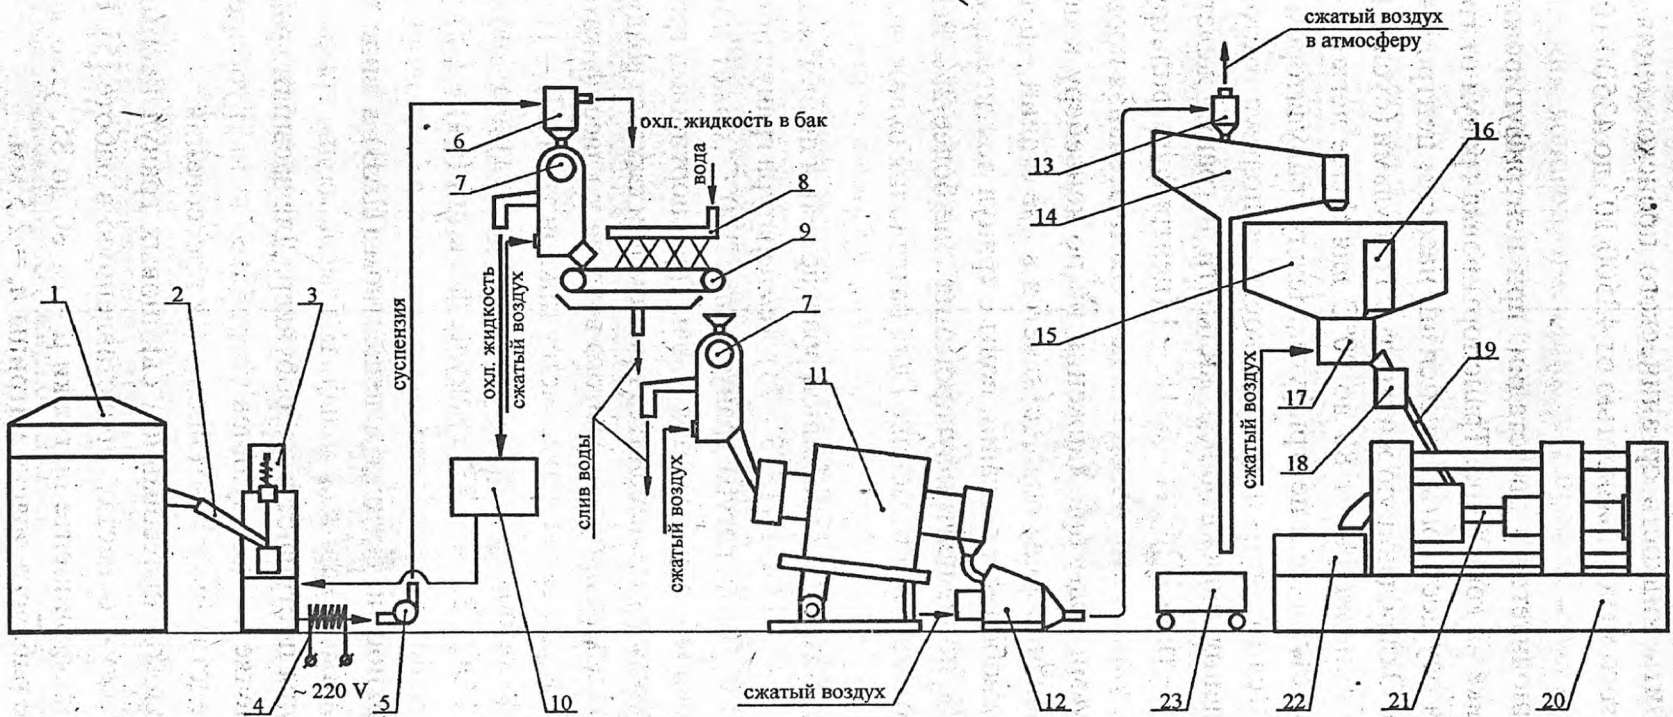 сжатый воздух
в атмосферу
6
охл. жидкость в бак
13
16
7
вода
8
14
9
1
2
3
суспензия
охл. жидкость
сжатый воздух
7
15
11
19
17
сжатый воздух
18
слив воды
сжатый воздух
~ 220 V
сжатый воздух
4
5
10
12
23
22
21
20